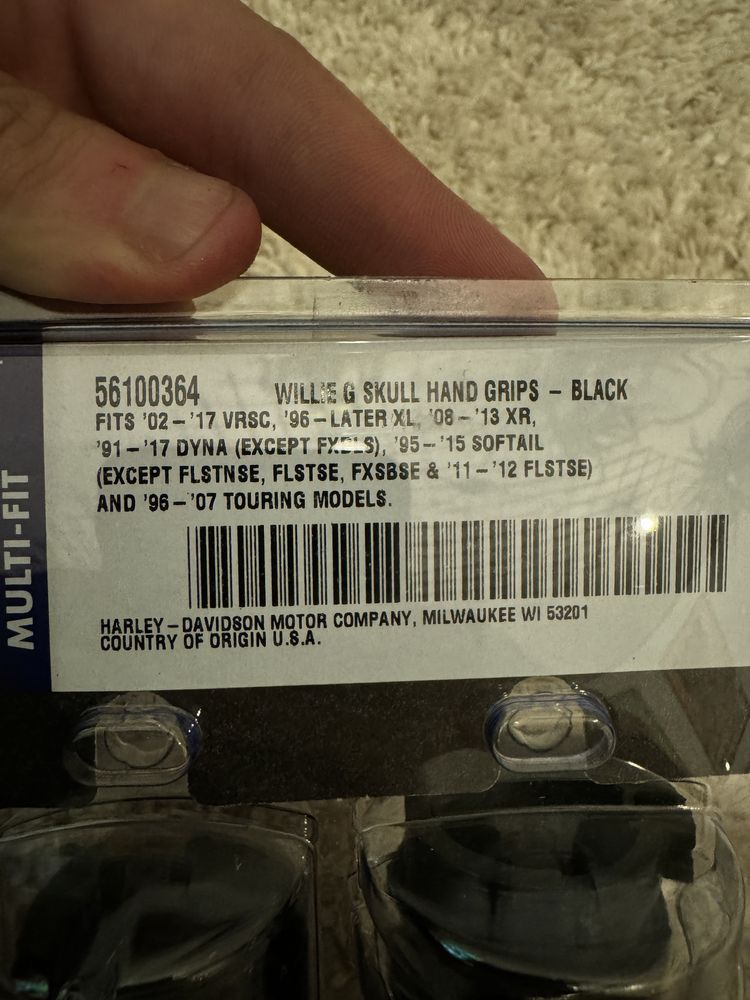 56100364 WILLIE G SKULL HAND GRIPS – BLACK
FITS '02–'17 VRSC, '96–LATER XL, '08–'13 XR,
'91–'17 DYNA (EXCEPT FXDLS), '95–'15 SOFTAIL
(EXCEPT FLSTNSE, FLSTSE, FXSBSE & '11–'12 FLSTSE)
AND '96–'07 TOURING MODELS.
HARLEY–DAVIDSON MOTOR COMPANY, MILWAUKEE WI 53201
COUNTRY OF ORIGIN U.S.A.
MULTI-FIT